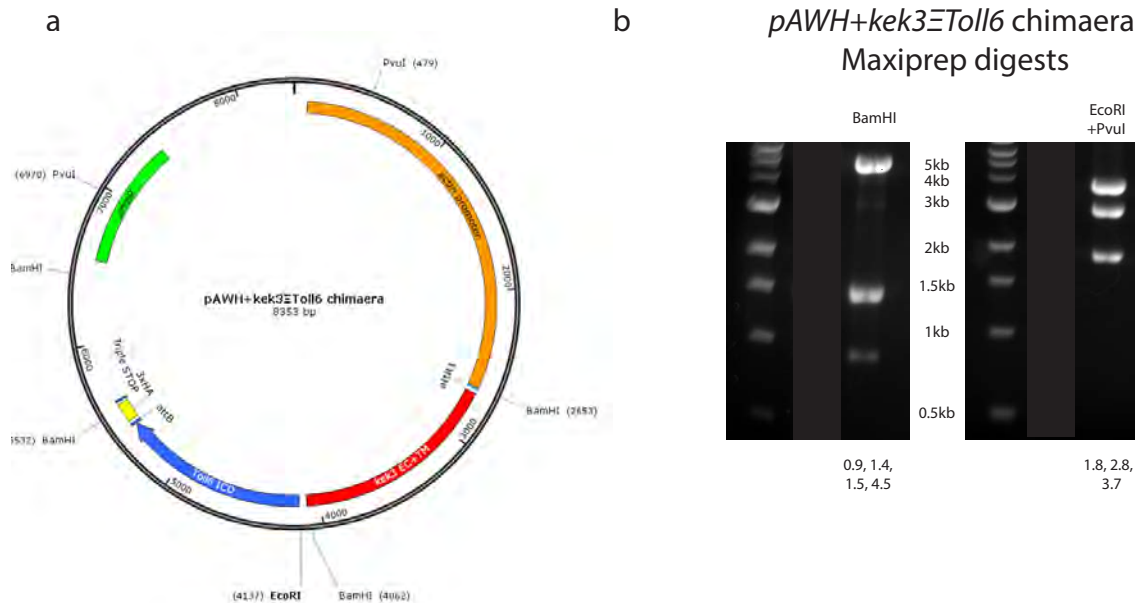 a
b
pAWH+kek3ΞToll6 chimaera
Maxiprep digests
PvuI (479)
8000
1000
(6970) PvuI
7000
actin promoter
BamHI
2000
pAWH+kek3ΞToll6 chimaera
8353 bp
6000
Triple STOP
3xHA
attB
BamHI (2653)
3000
5532) BamHI
kek3 EC+TM
Toll6 ICD
5000
4000
(4137) EcoRI
BamHI (4062)
BamHI
EcoRI
+PvuI
5kb
4kb
3kb
2kb
1.5kb
1kb
0.5kb
0.9, 1.4,
1.5, 4.5
1.8, 2.8,
3.7